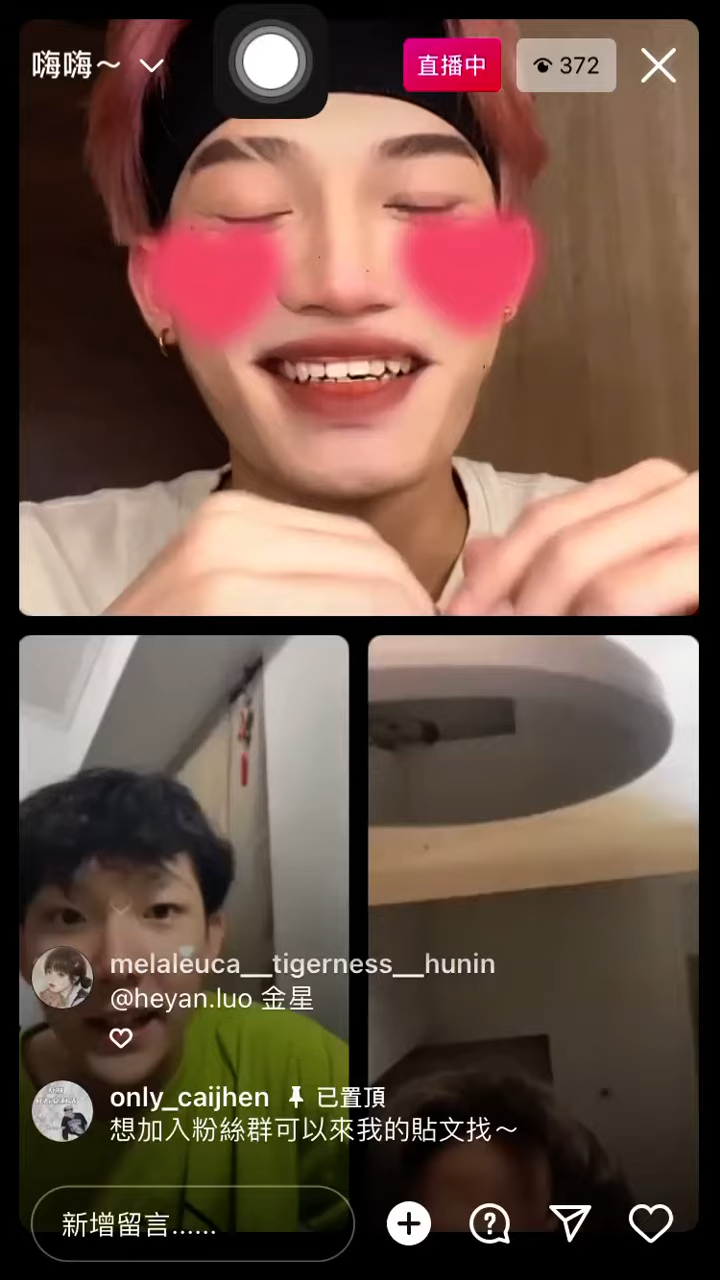 嗨嗨～
直播中
372
melaleuca__tigerness__hunin
@heyan.luo 金星
only_caijhen 已置頂
想加入粉絲群可以來我的貼文找～
新增留言......